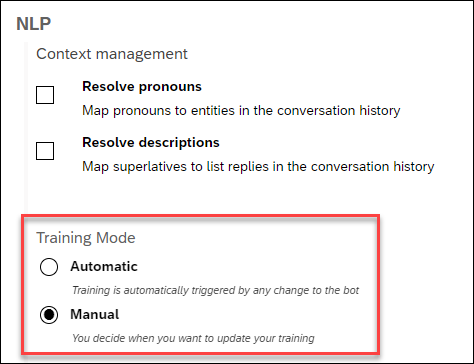 NLP
Context management
Resolve pronouns
Map pronouns to entities in the conversation history
Resolve descriptions
Map superlatives to list replies in the conversation history
Training Mode
Automatic
Training is automatically triggered by any change to the bot
Manual
You decide when you want to update your training